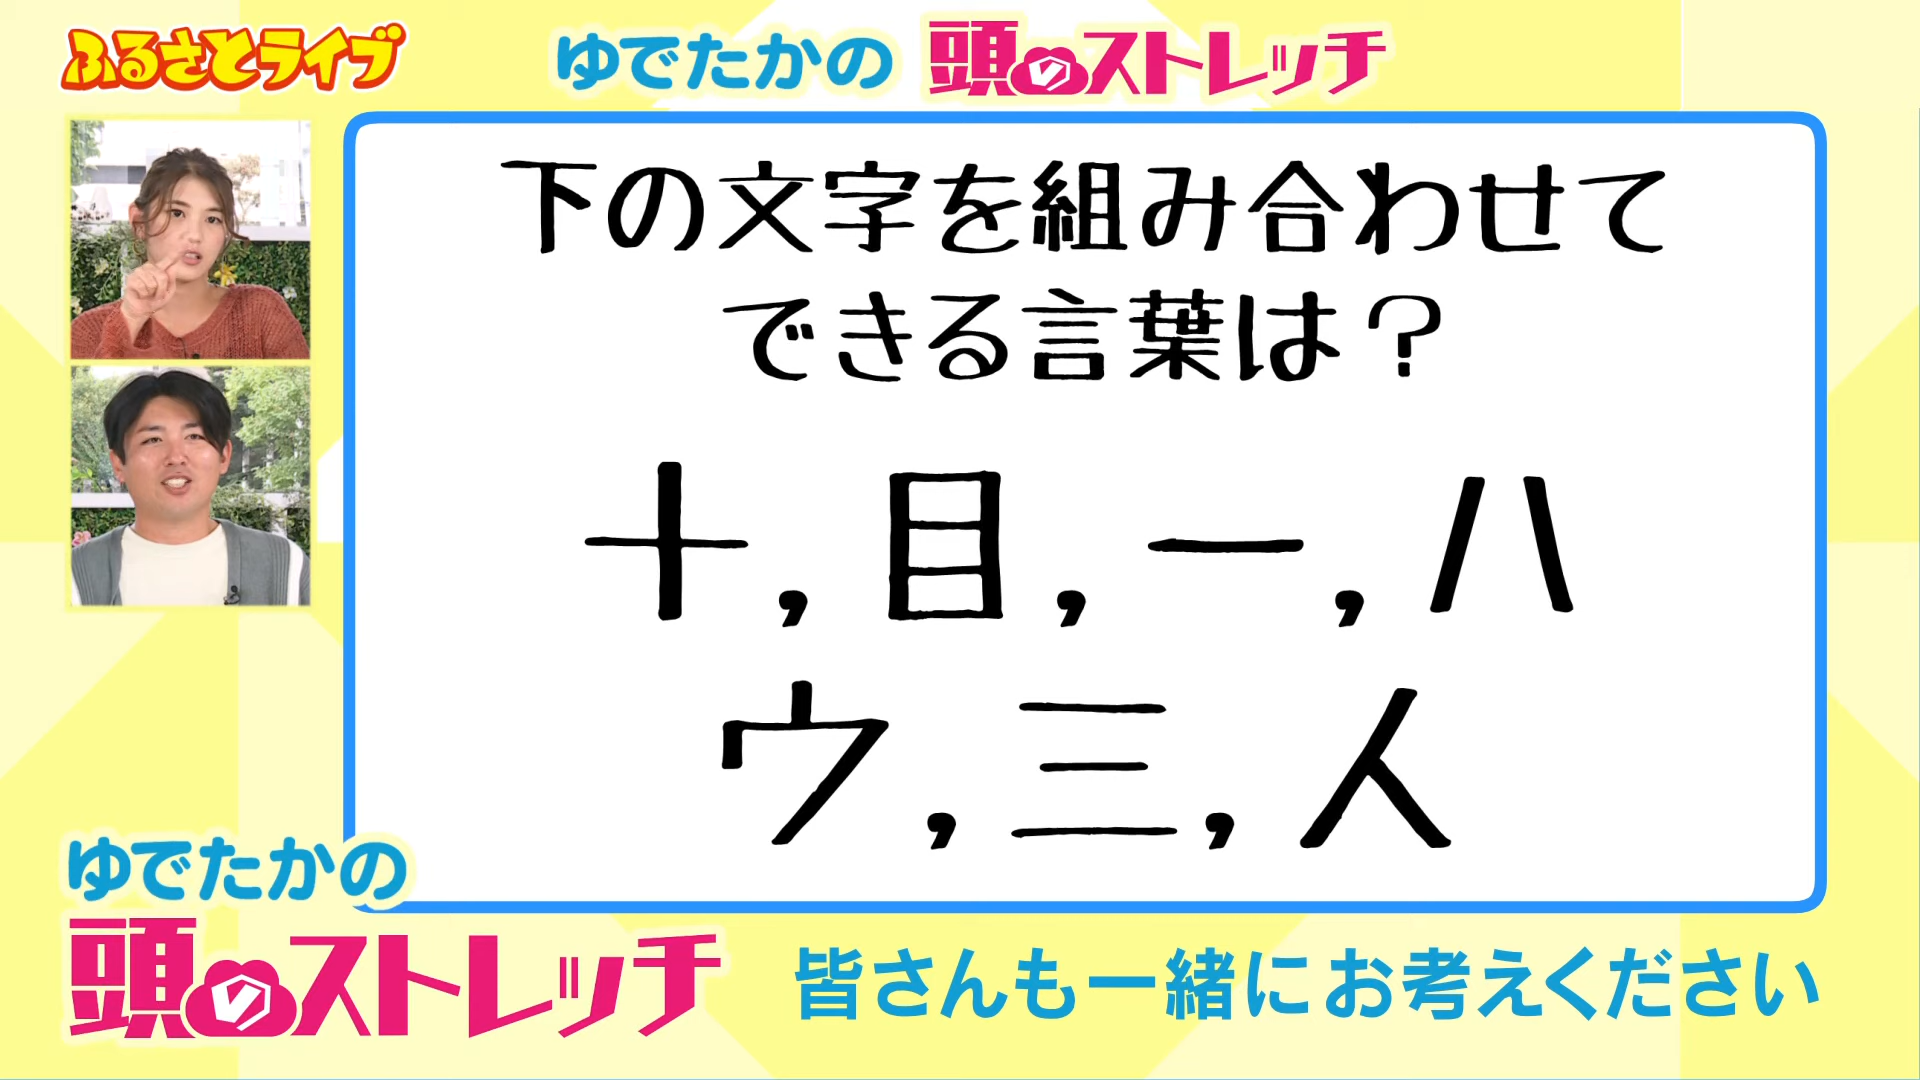 ふるさとライブ
ゆでたかの 頭のストレッチ
下の文字を組み合わせて
できる言葉は？
十,目,一,八
ウ,三,人
ゆでたかの
頭のストレッチ
皆さんも一緒にお考えください